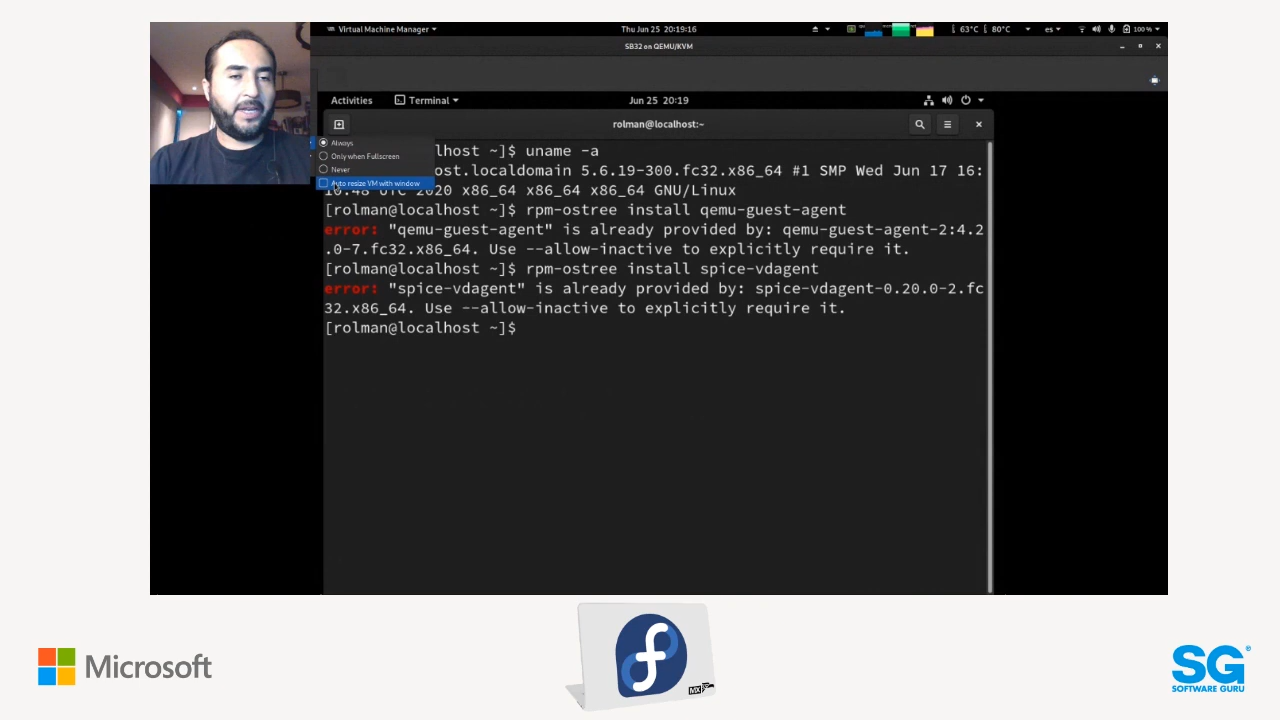 Virtual Machine Manager
Thu Jun 25 20:19:16
63°C
80°C
es
100 %
SB32 on QEMU/KVM
Activities
Terminal
Jun 25 20:19
rolman@localhost:~
Always
Only when Fullscreen
Never
Auto resize VM with window
lhost ~]$ uname -a
ost.localdomain 5.6.19-300.fc32.x86_64 #1 SMP Wed Jun 17 16:
10:48 UTC 2020 x86_64 x86_64 x86_64 GNU/Linux
[rolman@localhost ~]$ rpm-ostree install qemu-guest-agent
error: "qemu-guest-agent" is already provided by: qemu-guest-agent-2:4.2
.0-7.fc32.x86_64. Use --allow-inactive to explicitly require it.
[rolman@localhost ~]$ rpm-ostree install spice-vdagent
error: "spice-vdagent" is already provided by: spice-vdagent-0.20.0-2.fc
32.x86_64. Use --allow-inactive to explicitly require it.
[rolman@localhost ~]$
Microsoft
MX
SG
SOFTWARE GURU